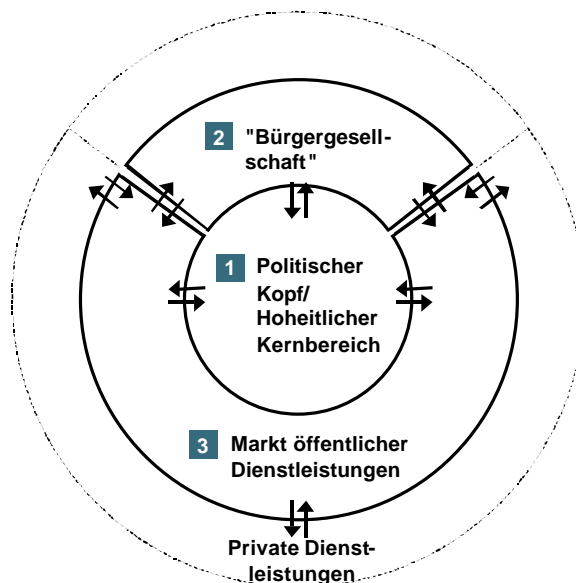 2 "Bürgergesell-
schaft"
1 Politischer
Kopf/
Hoheitlicher
Kernbereich
3 Markt öffentlicher
Dienstleistungen
Private Dienst-
leistungen